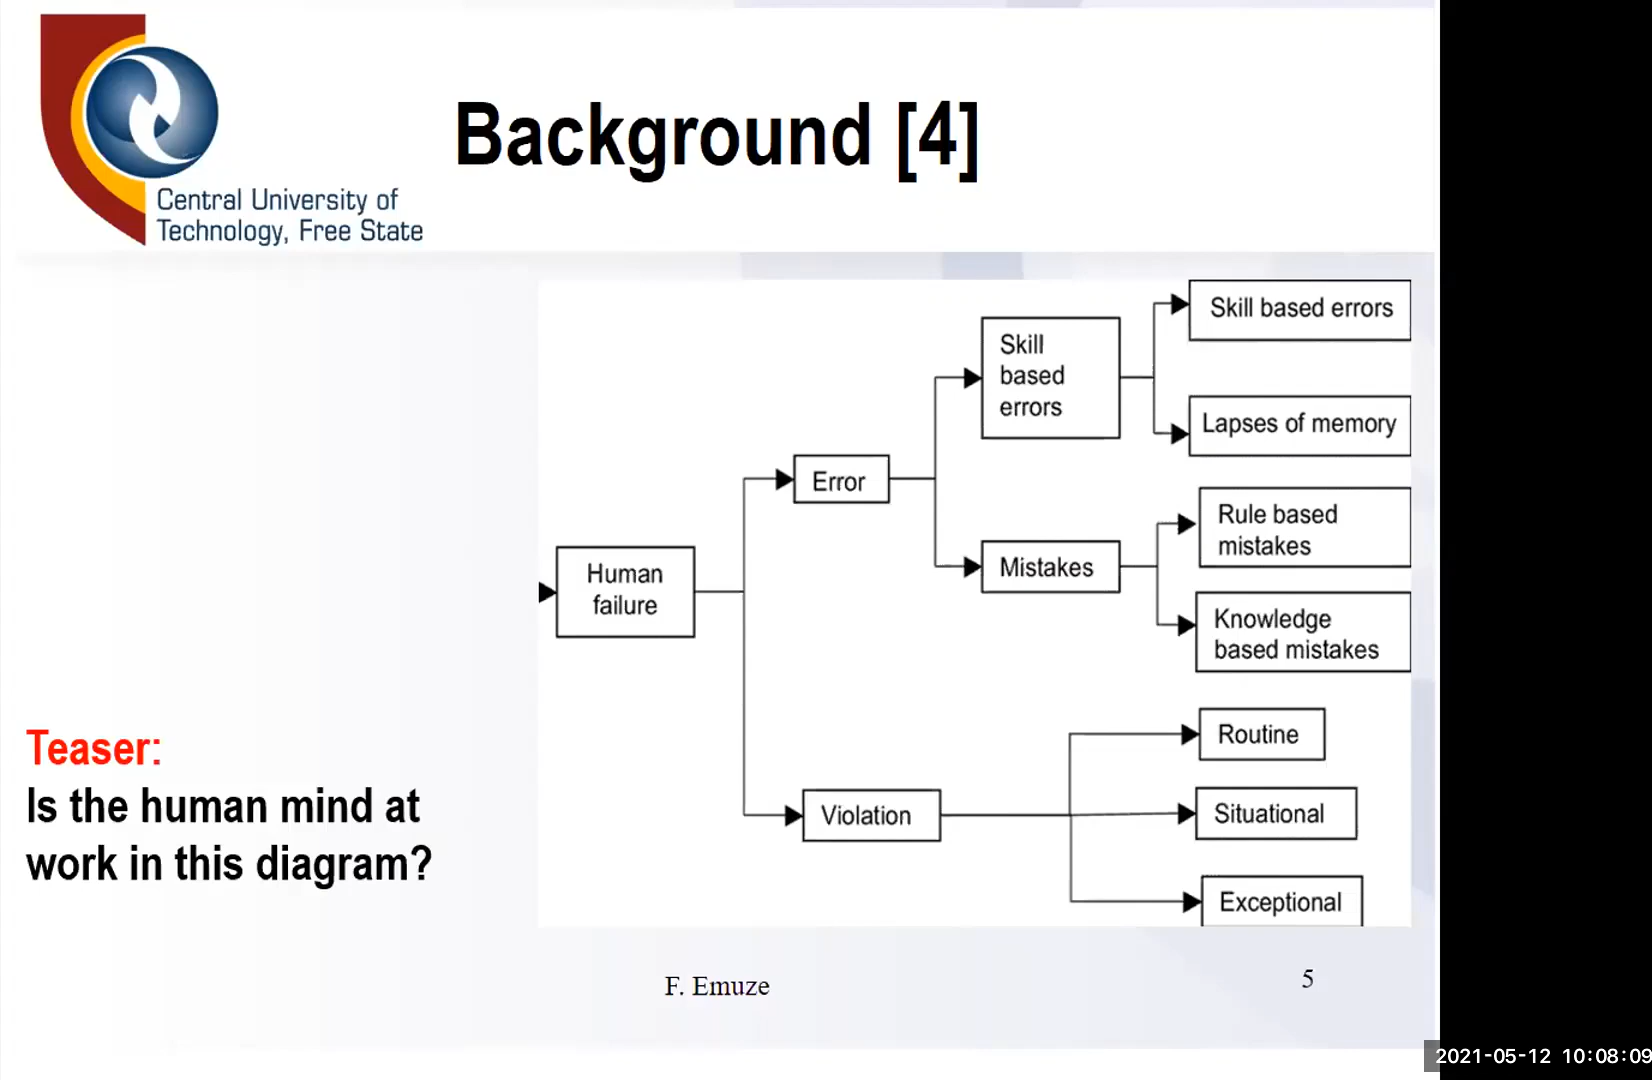 Central University of
Technology, Free State
Background [4]
Skill based errors
Skill
based
errors
Lapses of memory
Error
Rule based
mistakes
Mistakes
Human
failure
Knowledge
based mistakes
Routine
Violation
Situational
Exceptional
Teaser:
Is the human mind at
work in this diagram?
F. Emuze
5
2021-05-12 10:08:09